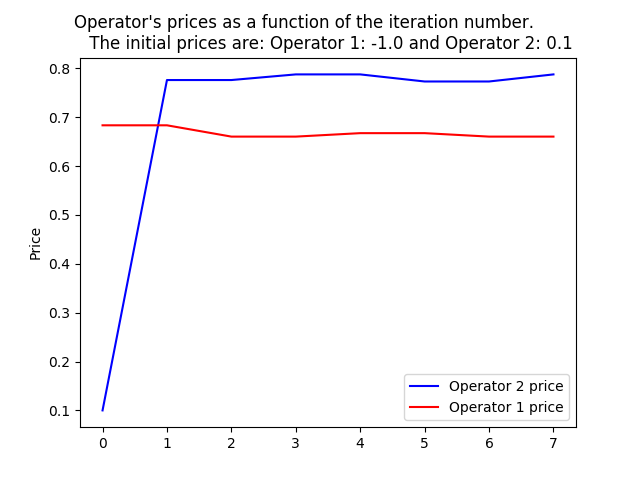 Operator's prices as a function of the iteration number.
The initial prices are: Operator 1: -1.0 and Operator 2: 0.1
0.8
0.7
0.6
0.5
0.4
0.3
0.2
0.1
Price
Operator 2 price
Operator 1 price
0 1 2 3 4 5 6 7